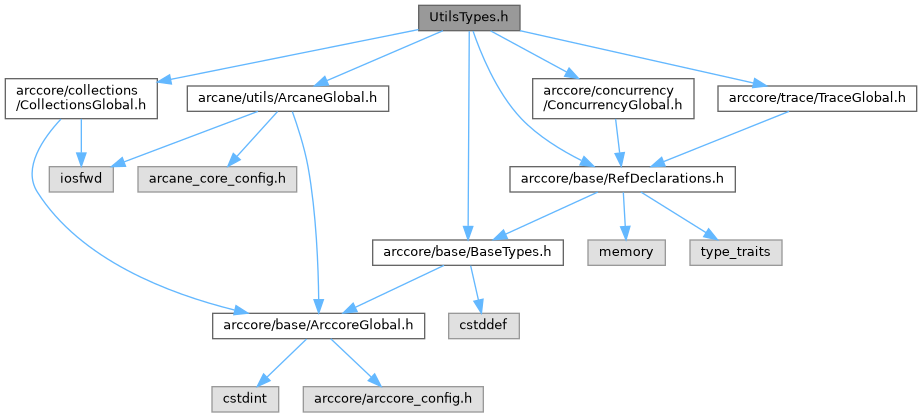 UtilsTypes.h
arccore/collections
/CollectionsGlobal.h
arcane/utils/ArcaneGlobal.h
arccore/concurrency
/ConcurrencyGlobal.h
arccore/trace/TraceGlobal.h
iosfwd
arcane_core_config.h
arccore/base/RefDeclarations.h
arccore/base/BaseTypes.h
memory
type_traits
arccore/base/ArccoreGlobal.h
cstddef
cstdint
arccore/arccore_config.h